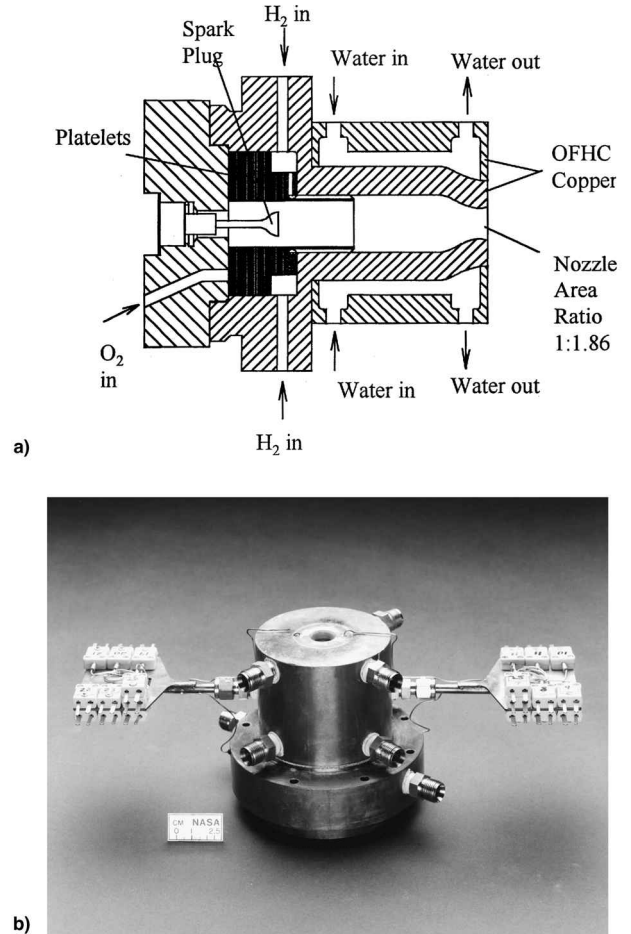 a)
H2 in
Spark
Plug
Water in
Water out
Platelets
OFHC
Copper
Nozzle
Area
Ratio
1:1.86
O2
in
Water in
Water out
H2 in
b)
CM NASA
0 1 2.5